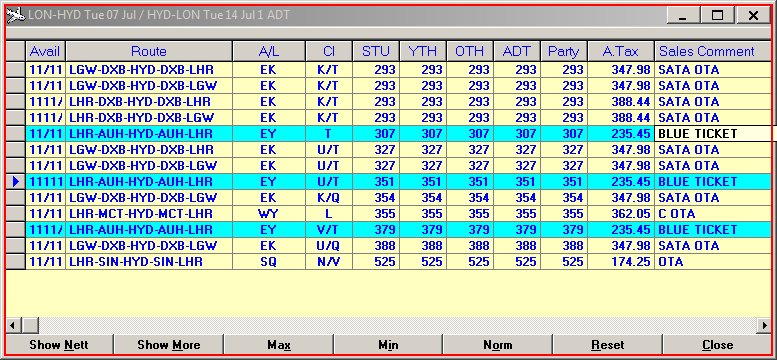 LON-HYD Tue 07 Jul / HYD-LON Tue 14 Jul 1 ADT
Avail Route A/L Cl STU YTH OTH ADT Party A.Tax Sales Comment
11/11 LGW-DXB-HYD-DXB-LHR EK K/T 293 293 293 293 293 347.98 SATA OTA
11/11 LGW-DXB-HYD-DXB-LGW EK K/T 293 293 293 293 293 347.98 SATA OTA
1111/ LHR-DXB-HYD-DXB-LHR EK K/T 293 293 293 293 293 388.44 SATA OTA
1111/ LHR-DXB-HYD-DXB-LGW EK K/T 293 293 293 293 293 388.44 SATA OTA
11/11 LHR-AUH-HYD-AUH-LHR EY T 307 307 307 307 307 235.45 BLUE TICKET
11/11 LGW-DXB-HYD-DXB-LHR EK U/T 327 327 327 327 327 347.98 SATA OTA
11/11 LGW-DXB-HYD-DXB-LGW EK U/T 327 327 327 327 327 347.98 SATA OTA
11111 LHR-AUH-HYD-AUH-LHR EY U/T 351 351 351 351 351 235.45 BLUE TICKET
11/11 LGW-DXB-HYD-DXB-LGW EK K/Q 354 354 354 354 354 347.98 SATA OTA
11/11 LHR-MCT-HYD-MCT-LHR WY L 355 355 355 355 355 362.05 C OTA
1111/ LHR-AUH-HYD-AUH-LHR EY V/T 379 379 379 379 379 235.45 BLUE TICKET
11/11 LGW-DXB-HYD-DXB-LGW EK U/Q 388 388 388 388 388 347.98 SATA OTA
11/11 LHR-SIN-HYD-SIN-LHR SQ N/V 525 525 525 525 525 174.25 OTA
Show Nett Show More Max Min Norm Reset Close